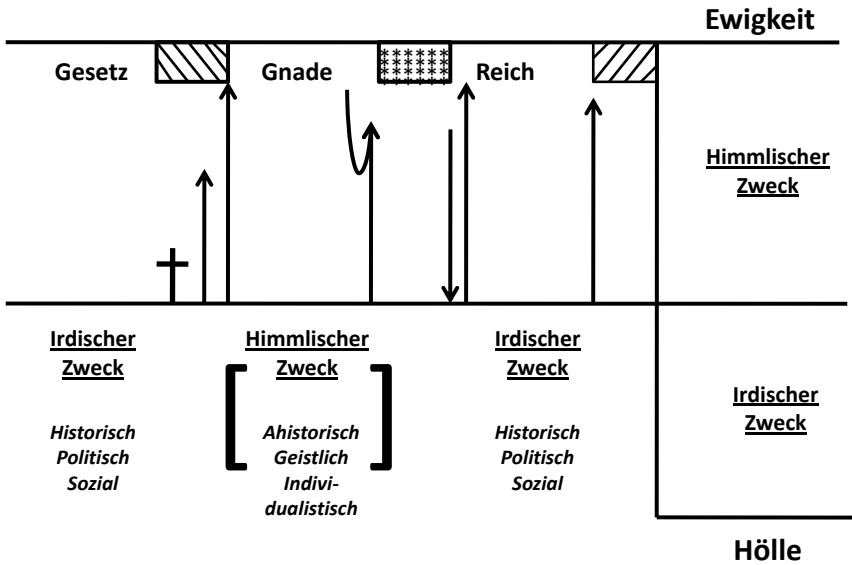 Ewigkeit
Gesetz
Gnade
Reich
Himmlischer
Zweck
Irdischer
Zweck
Historisch
Politisch
Sozial
Himmlischer
Zweck
Ahistorisch
Geistlich
Indivi-
dualistisch
Irdischer
Zweck
Historisch
Politisch
Sozial
Irdischer
Zweck
Hölle